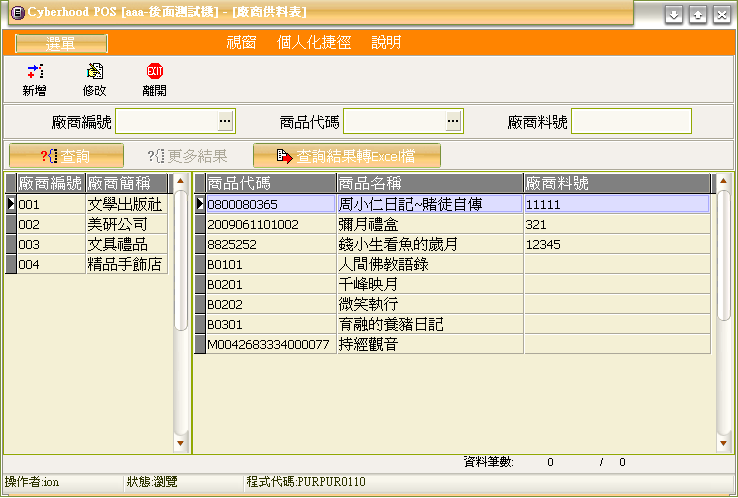 Cyberhood POS [aaa-後面測試機] - [廠商供料表]
選單 視窗 個人化捷徑 說明
新增 修改 EXIT 離開
廠商編號 ... 商品代碼 ... 廠商料號
?{} 查詢 ?{} 更多結果 查詢結果轉Excel檔
廠商編號 廠商簡稱 商品代碼 商品名稱 廠商料號
001 文學出版社 0800080365 周小仁日記~賭徒自傳 11111
002 美研公司 2009061101002 彌月禮盒 321
003 文具禮品 8825252 錢小生看魚的歲月 12345
004 精品手飾店 B0101 人間佛教語錄
B0201 千峰映月
B0202 微笑執行
B0301 育融的養豬日記
M0042683334000077 持經觀音
資料筆數: 0 / 0
操作者:ion 狀態:瀏覽 程式代碼:PURPUR0110